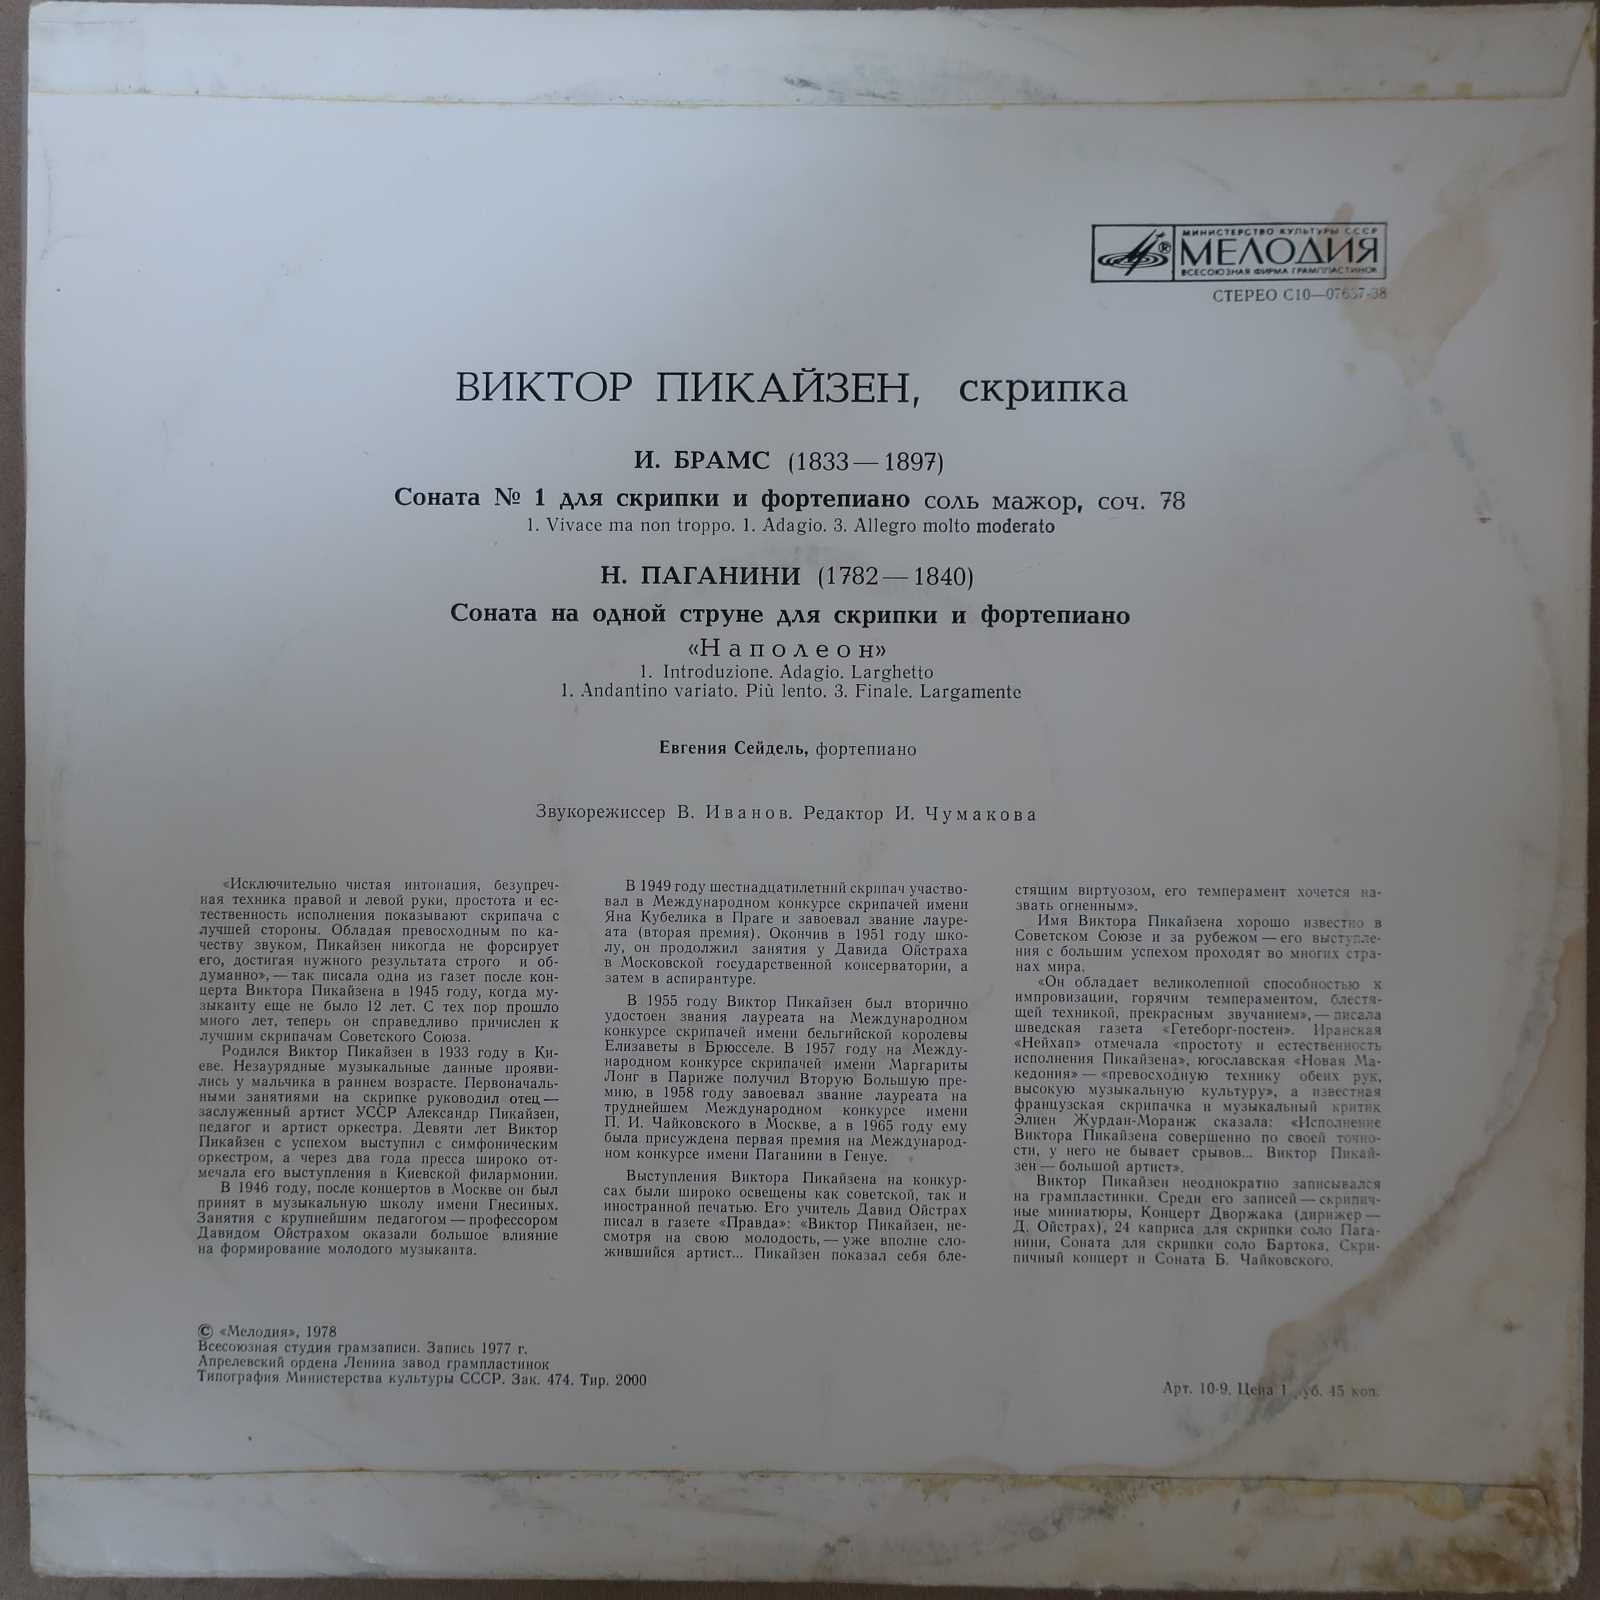 МИНИСТЕРСТВО КУЛЬТУРЫ СССР
МЕЛОДИЯ
ВСЕСОЮЗНАЯ ФИРМА ГРАМПЛАСТИНОК
СТЕРЕО С10—07637-38
ВИКТОР ПИКАЙЗЕН, скрипка
И. БРАМС (1833—1897)
Соната № 1 для скрипки и фортепиано соль мажор, соч. 78
1. Vivace ma non troppo. 1. Adagio. 3. Allegro molto moderato
Н. ПАГАНИНИ (1782—1840)
Соната на одной струне для скрипки и фортепиано
«Наполеон»
1. Introduzione. Adagio. Larghetto
1. Andantino variato. Più lento. 3. Finale. Largamente
Евгения Сейдель, фортепиано
Звукорежиссер В. Иванов. Редактор И. Чумакова
«Исключительно чистая интонация, безупреч-
ная техника правой и левой руки, простота и ес-
тественность исполнения показывают скрипача с
лучшей стороны. Обладая превосходным по ка-
честву звуком, Пикайзен никогда не форсирует
его, достигая нужного результата строго и об-
думанно»,— так писала одна из газет после кон-
церта Виктора Пикайзена в 1945 году, когда му-
зыканту еще не было 12 лет. С тех пор прошло
много лет, теперь он справедливо причислен к
лучшим скрипачам Советского Союза.
Родился Виктор Пикайзен в 1933 году в Ки-
еве. Незаурядные музыкальные данные прояви-
лись у мальчика в раннем возрасте. Первоначаль-
ными занятиями на скрипке руководил отец —
заслуженный артист УССР Александр Пикайзен,
педагог и артист оркестра. Девяти лет Виктор
Пикайзен с успехом выступил с симфоническим
оркестром, а через два года пресса широко от-
мечала его выступления в Киевской филармонии.
В 1946 году, после концертов в Москве он был
принят в музыкальную школу имени Гнесиных.
Занятия с крупнейшим педагогом — профессором
Давидом Ойстрахом оказали большое влияние
на формирование молодого музыканта.
В 1949 году шестнадцатилетний скрипач участво-
вал в Международном конкурсе скрипачей имени
Яна Кубелика в Праге и завоевал звание лауре-
ата (вторая премия). Окончив в 1951 году шко-
лу, он продолжил занятия у Давида Ойстраха
в Московской государственной консерватории, а
затем в аспирантуре.
В 1955 году Виктор Пикайзен был вторично
удостоен звания лауреата на Международном
конкурсе скрипачей имени бельгийской королевы
Елизаветы в Брюсселе. В 1957 году на Между-
народном конкурсе скрипачей имени Маргариты
Лонг в Париже получил Вторую Большую пре-
мию, в 1958 году завоевал звание лауреата на
труднейшем Международном конкурсе имени
П. И. Чайковского в Москве, а в 1965 году ему
была присуждена первая премия на Международ-
ном конкурсе имени Паганини в Генуе.
Выступления Виктора Пикайзена на конкур-
сах были широко освещены как советской, так и
иностранной печатью. Его учитель Давид Ойстрах
писал в газете «Правда»: «Виктор Пикайзен, не-
смотря на свою молодость,— уже вполне сло-
жившийся артист... Пикайзен показал себя бле-
стящим виртуозом, его темперамент хочется на-
звать огненным».
Имя Виктора Пикайзена хорошо известно в
Советском Союзе и за рубежом — его выступле-
ния с большим успехом проходят во многих стра-
нах мира.
«Он обладает великолепной способностью к
импровизации, горячим темпераментом, блестя-
щей техникой, прекрасным звучанием»,— писала
шведская газета «Гетеборг-постен». Иранская
«Нейхан» отмечала «простоту и естественность
исполнения Пикайзена», югославская «Новая Ма-
кедония» — «превосходную технику обеих рук,
высокую музыкальную культуру», а известная
французская скрипачка и музыкальный критик
Элиен Журдан-Моранж сказала: «Исполнение
Виктора Пикайзена совершенно по своей точно-
сти, у него не бывает срывов... Виктор Пикай-
зен — большой артист».
Виктор Пикайзен неоднократно записывался
на грампластинки. Среди его записей — скрипич-
ные миниатюры, Концерт Дворжака (дирижер —
Д. Ойстрах), 24 каприса для скрипки соло Пага-
нини, Соната для скрипки соло Бартока, Скри-
пичный концерт и Соната Б. Чайковского.
© «Мелодия», 1978
Всесоюзная студия грамзаписи. Запись 1977 г.
Апрелевский ордена Ленина завод грампластинок
Типография Министерства культуры СССР. Зак. 474. Тир. 2000
Арт. 10-9. Цена 1 руб. 45 коп.